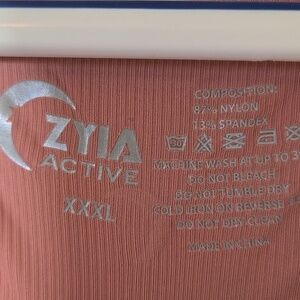 ZYIA
ACTIVE
XXXL
COMPOSITION:
87% NYLON
13% SPANDEX
MACHINE WASH AT UP TO
DO NOT BLEACH
DO NOT TUMBLE DRY
COLD IRON ON REVERSE
DO NOT DRY CLEAN
MADE IN CHINA